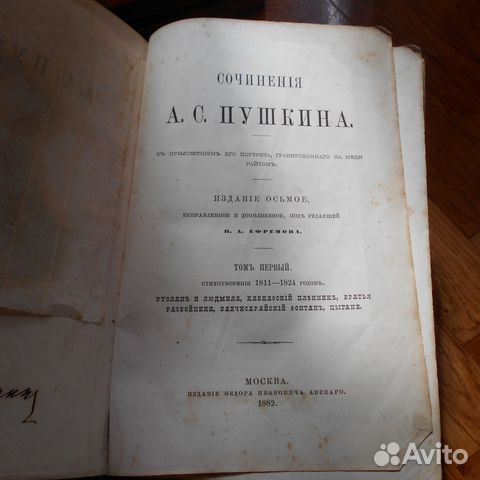 СОЧИНЕНІЯ
А. С. ПУШКИНА.
СЪ ПРИЛОЖЕНІЕМЪ ЕГО ПОРТРЕТА, ГРАВИРОВАННАГО НА МѢДИ
РАЙТОМЪ.
ИЗДАНІЕ ОСЬМОЕ,
ИСПРАВЛЕННОЕ И ДОПОЛНЕННОЕ, ПОДЪ РЕДАКЦІЕЙ
П. А. ЕФРЕМОВА.
ТОМЪ ПЕРВЫЙ.
СТИХОТВОРЕНІЯ 1811—1824 ГОДОВЪ.
РУСЛАНЪ И ЛЮДМИЛА, КАВКАЗСКІЙ ПЛѢННИКЪ, БРАТЬЯ
РАЗБОЙНИКИ, БАХЧИСАРАЙСКІЙ ФОНТАНЪ, ЦЫГАНЕ.
МОСКВА.
ИЗДАНІЕ ѲЕДОРА ИВАНОВИЧА АНСКАГО.
1882.
Avito